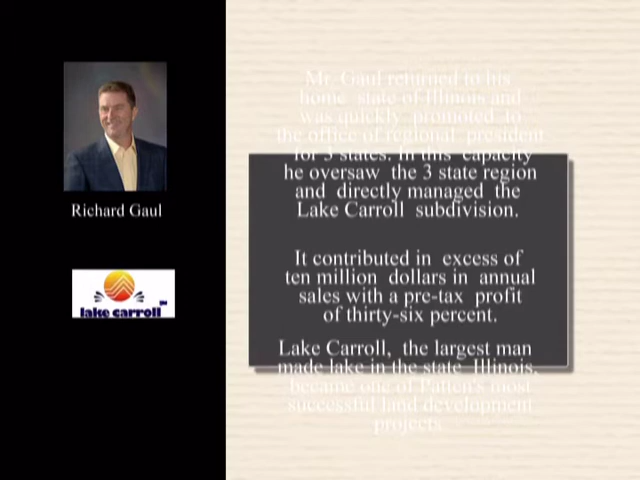 Mr. Gaul returned to his
home state of Illinois and
was quickly promoted to
the office of regional president
for 3 states. In this capacity
he oversaw the 3 state region
and directly managed the
Lake Carroll subdivision.
It contributed in excess of
ten million dollars in annual
sales with a pre-tax profit
of thirty-six percent.
Lake Carroll, the largest man
made lake in the state Illinois,
became one of Patten's most
successful land development
projects.
Richard Gaul
lake carroll